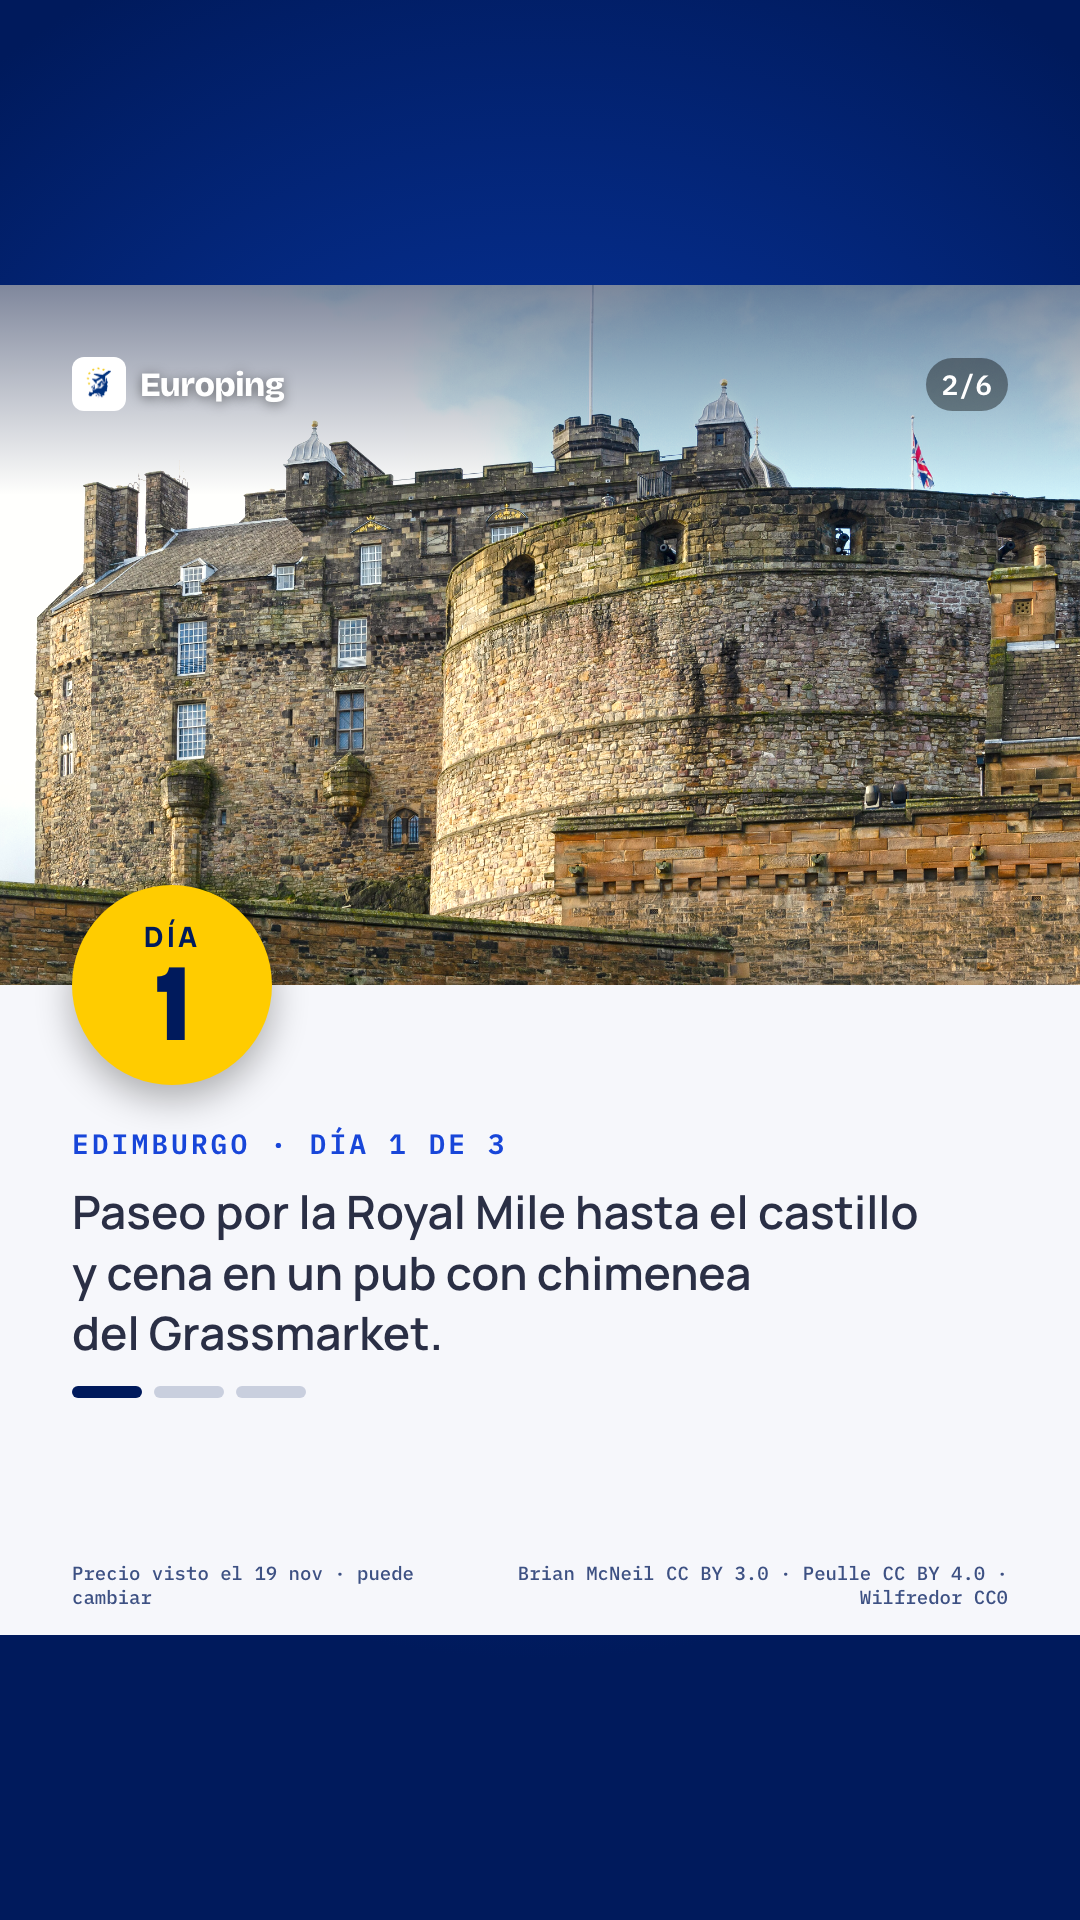 Europing
2/6
DÍA
1
EDIMBURGO · DÍA 1 DE 3
Paseo por la Royal Mile hasta el castillo
y cena en un pub con chimenea
del Grassmarket.
Precio visto el 19 nov · puede
cambiar
Brian McNeil CC BY 3.0 · Peulle CC BY 4.0 ·
Wilfredor CC0